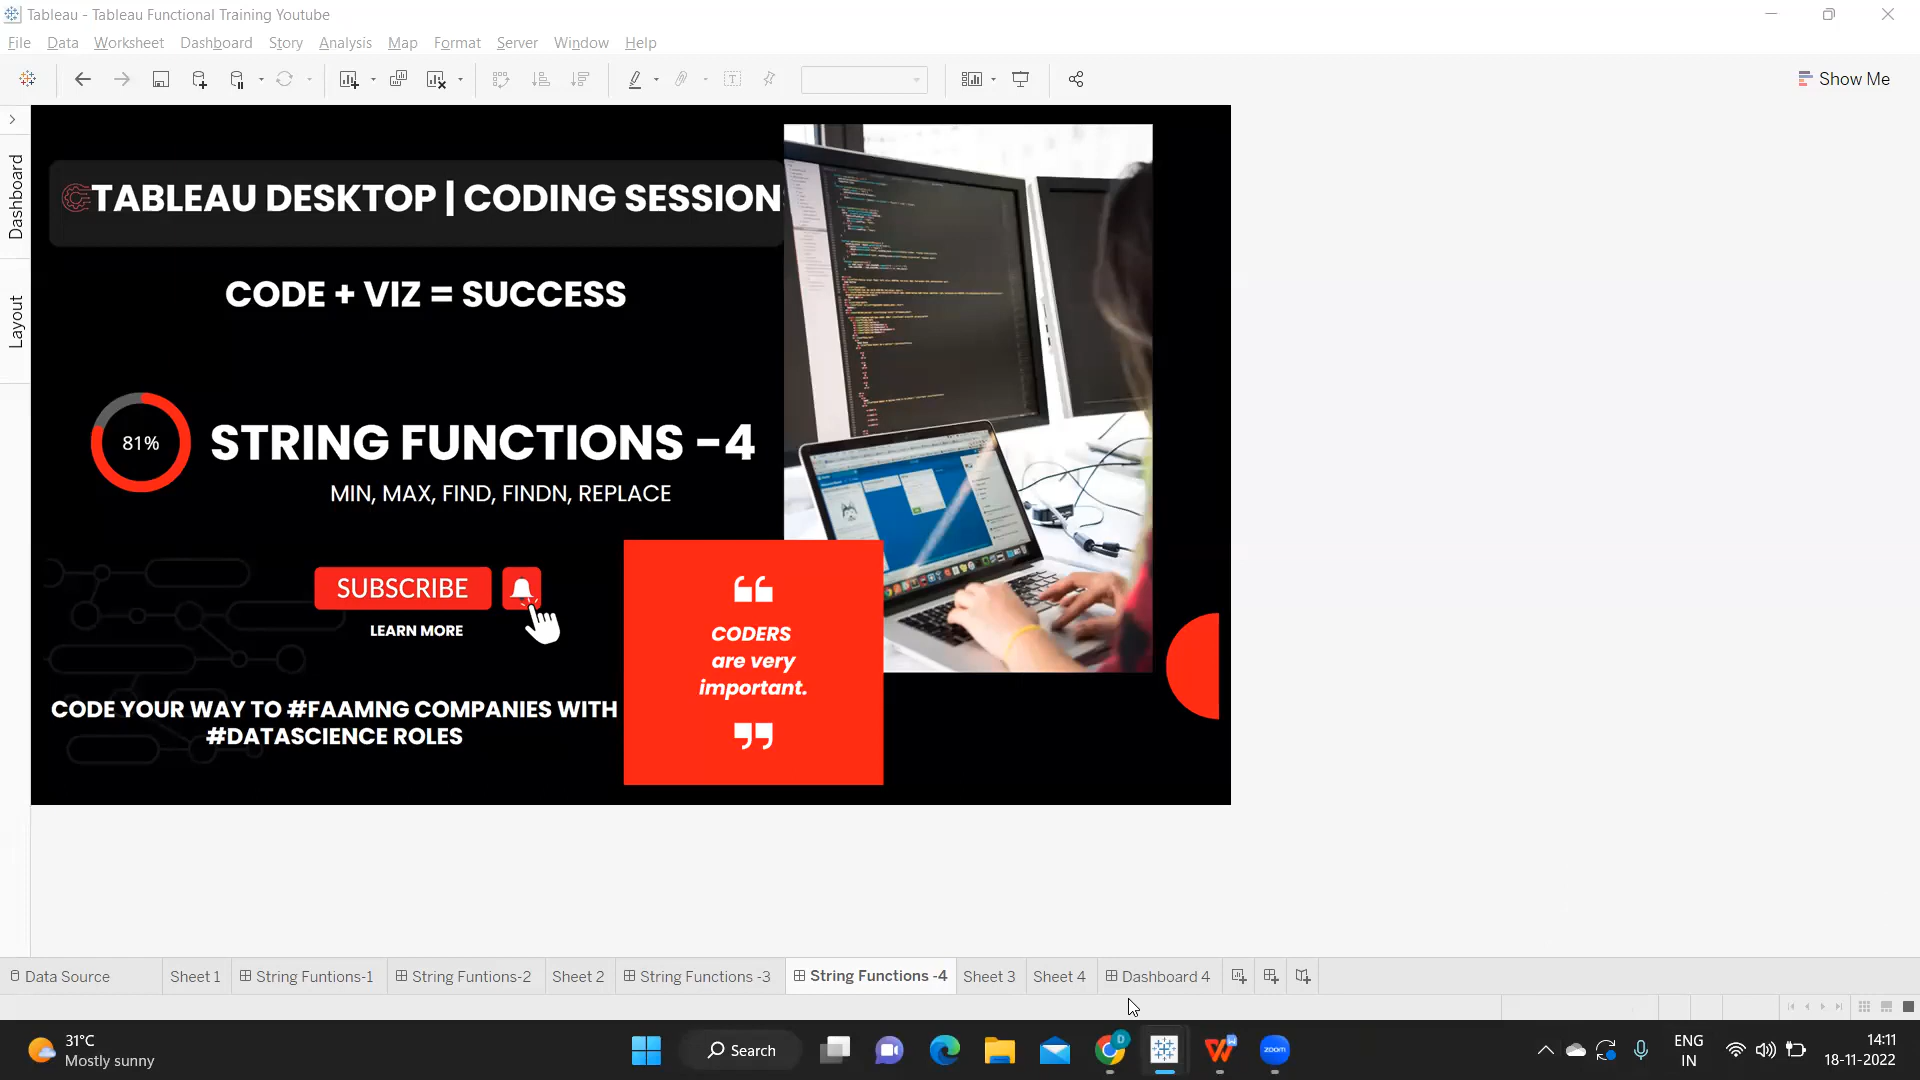 Tableau - Tableau Functional Training Youtube
File Data Worksheet Dashboard Story Analysis Map Format Server Window Help
Show Me
Dashboard
Layout
TABLEAU DESKTOP | CODING SESSION
CODE + VIZ = SUCCESS
81%
STRING FUNCTIONS -4
MIN, MAX, FIND, FINDN, REPLACE
SUBSCRIBE
LEARN MORE
CODE YOUR WAY TO #FAAMNG COMPANIES WITH
#DATASCIENCE ROLES
“
CODERS
are very
important.
”
Data Source Sheet 1 String Funtions-1 String Funtions-2 Sheet 2 String Functions -3 String Functions -4 Sheet 3 Sheet 4 Dashboard 4
31°C
Mostly sunny
Search
zoom
ENG
IN
14:11
18-11-2022